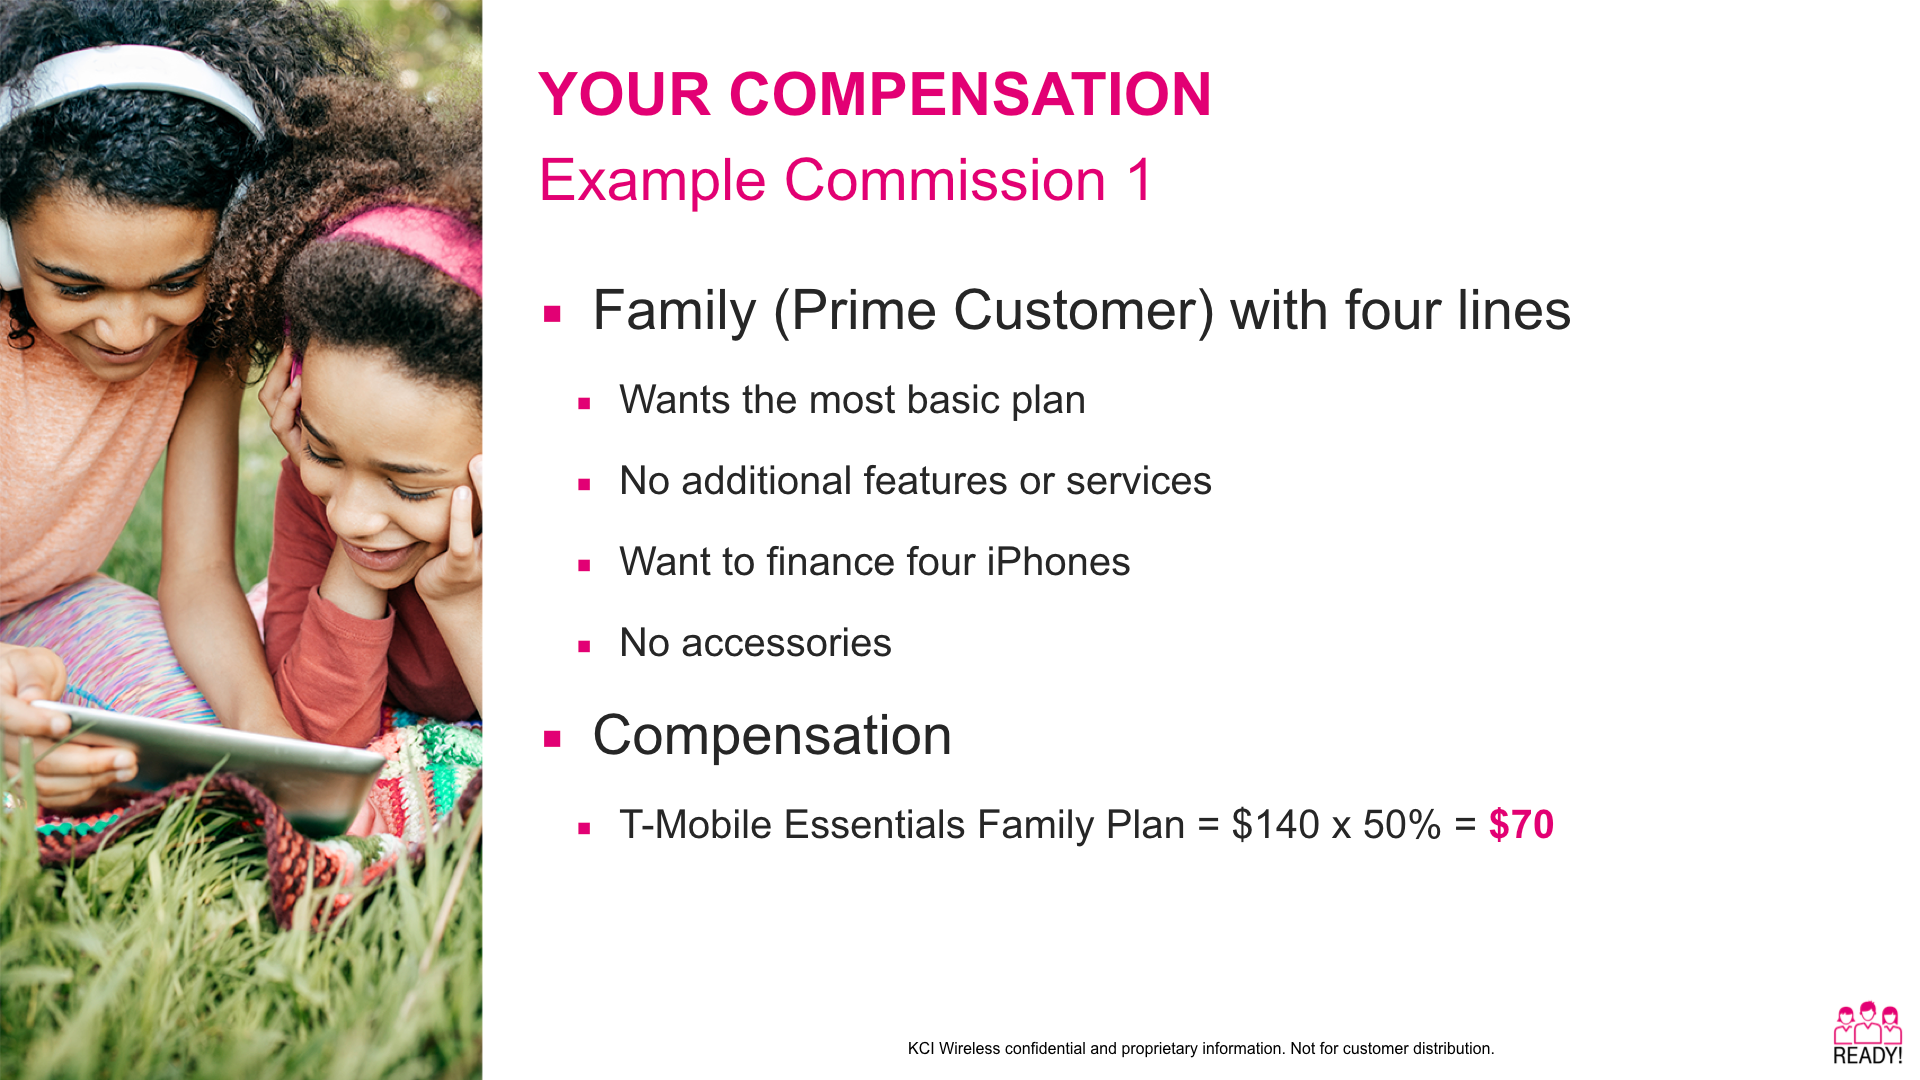 YOUR COMPENSATION
Example Commission 1
Family (Prime Customer) with four lines
Wants the most basic plan
No additional features or services
Want to finance four iPhones
No accessories
Compensation
T-Mobile Essentials Family Plan = $140 x 50% = $70
KCI Wireless confidential and proprietary information. Not for customer distribution.
READY!